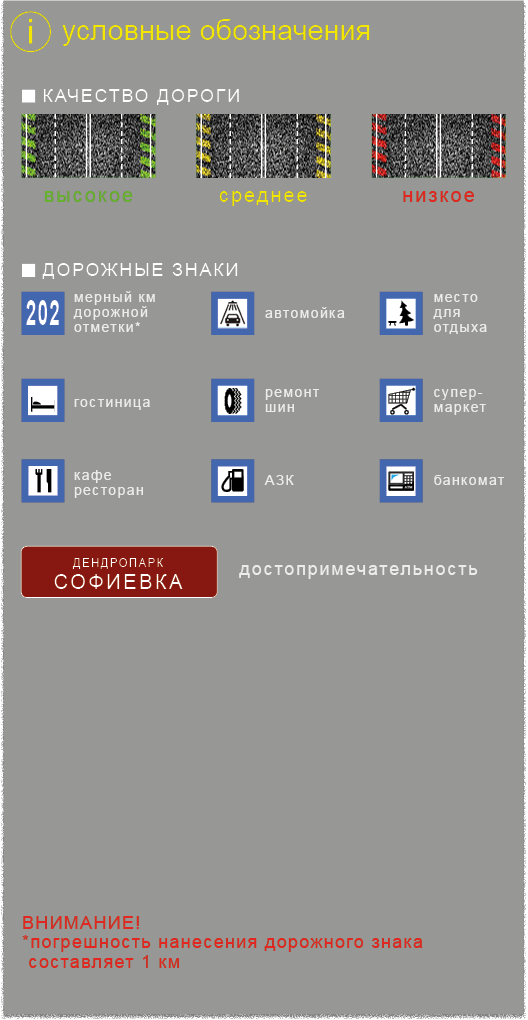 i условные обозначения
КАЧЕСТВО ДОРОГИ
высокое среднее низкое
ДОРОЖНЫЕ ЗНАКИ
202
мерный км
дорожной
отметки*
автомойка
место
для
отдыха
гостиница
ремонт
шин
супер-
маркет
кафе
ресторан
АЗК
банкомат
ДЕНДРОПАРК
СОФИЕВКА
достопримечательность
ВНИМАНИЕ!
*погрешность нанесения дорожного знака
составляет 1 км